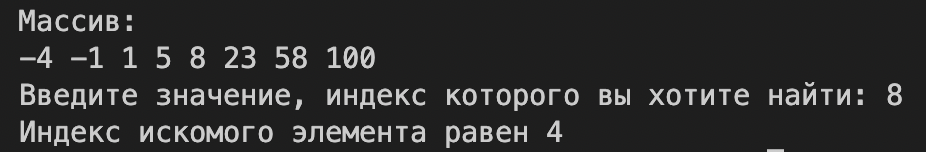 Массив:
-4 -1 1 5 8 23 58 100
Введите значение, индекс которого вы хотите найти: 8
Индекс искомого элемента равен 4